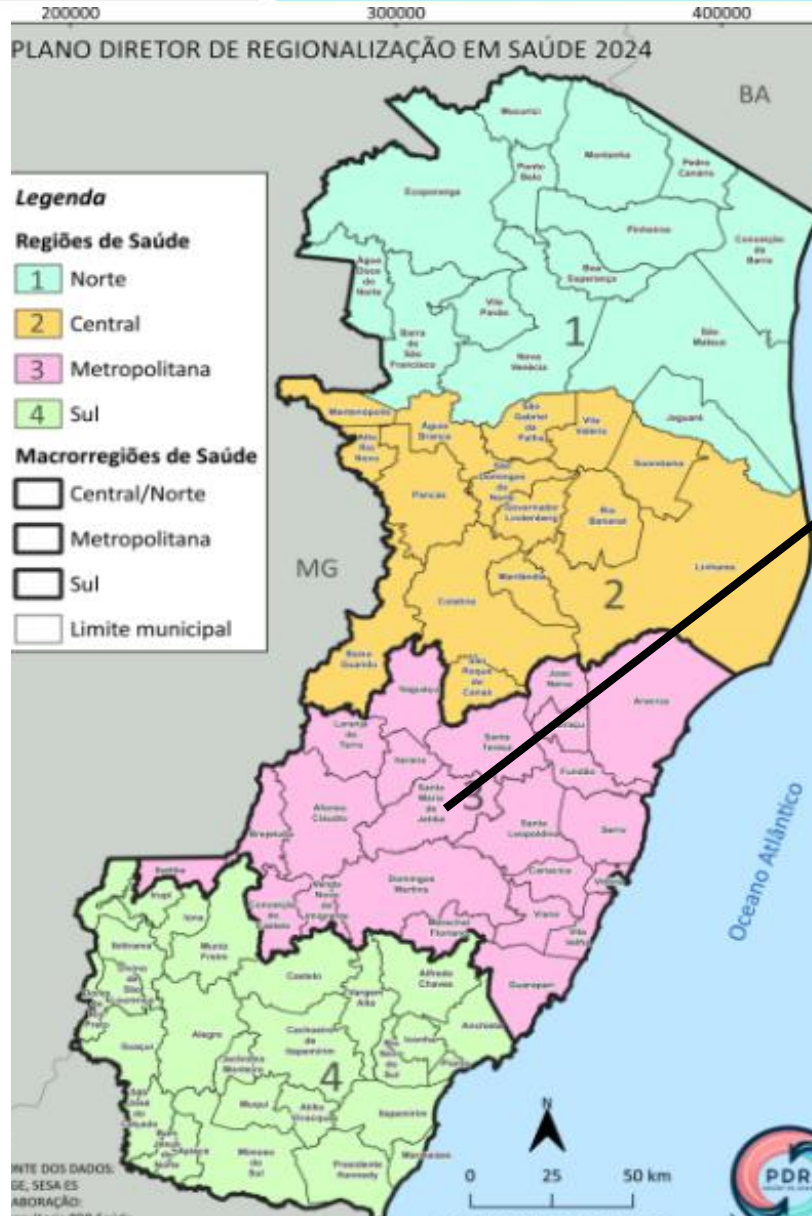 200000 300000 400000
PLANO DIRETOR DE REGIONALIZAÇÃO EM SAÚDE 2024
BA
Legenda
Regiões de Saúde
1 Norte
2 Central
3 Metropolitana
4 Sul
Macrorregiões de Saúde
Central/Norte
Metropolitana
Sul
Limite municipal
MG
Mucurici
Montanha
Ponto
Belo
Pedro
Canário
Ecoporanga
Pinheiros
Conceição
da
Barra
Água
Doce do
Norte
Boa
Esperança
Vila
Pavão
1
Barra
de
São
Francisco
Nova
Venécia
São
Mateus
Jaguaré
Mantenópolis
Água
Branca
São
Gabriel
da
Palha
Vila
Valério
Alto
Rio
Novo
Sooretama
Pancas
São
Domingos
do
Norte
Governador
Lindenberg
Rio
Bananal
Linhares
Marilândia
Colatina
2
Baixo
Guandu
São
Roque
do
Canaã
Itaguaçu
João
Neiva
Aracruz
Laranja
da
Terra
Santa
Teresa
Itarana
Fundão
Santa
Maria
de
Jetibá
3
Afonso
Cláudio
Brejetuba
Santa
Leopoldina
Serra
Cariacica
Domingos
Martins
Viana
Vila
Velha
Marechal
Floriano
Conceição
do
Castelo
Venda
Nova
do
Imigrante
Guarapari
Irupi
Iúna
Ibitirama
Muniz
Freire
Castelo
Alfredo
Chaves
Vargem
Alta
Anchieta
Divino
de
São
Lourenço
Guaçuí
Alegre
Cachoeiro
de
Itapemirim
Iconha
Rio
Novo
do
Sul
Piúma
Jerônimo
Monteiro
4
São
José
do
Calçado
Muqui
Atílio
Vivacqua
Itapemirim
Bom
Jesus
do
Norte
Apiacá
Mimoso
do
Sul
Presidente
Kennedy
Marataízes
Oceano Atlântico
N
0 25 50 km
PDR
NTE DOS DADOS:
GE, SESA ES
ABORAÇÃO: